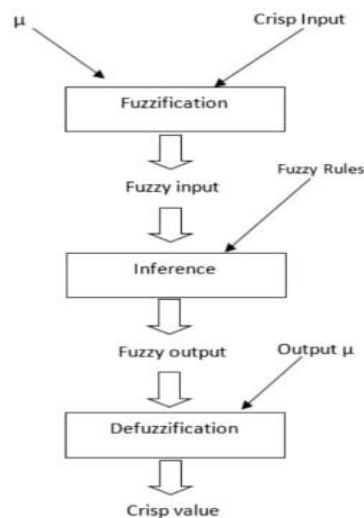 μ
Crisp Input
Fuzzification
Fuzzy input
Fuzzy Rules
Inference
Fuzzy output
Output μ
Defuzzification
Crisp value